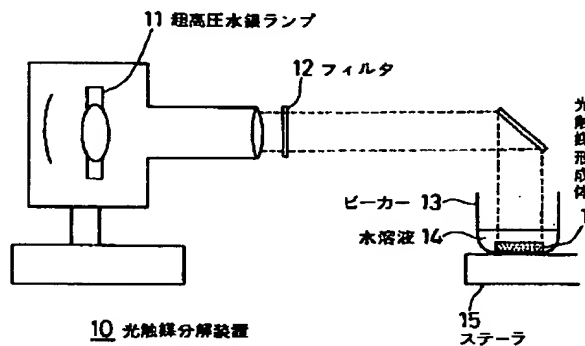 11 超高圧水銀ランプ
12 フィルタ
光触媒形成体
1
ビーカー 13
水溶液 14
15
ステーラ
10 光触媒分解装置